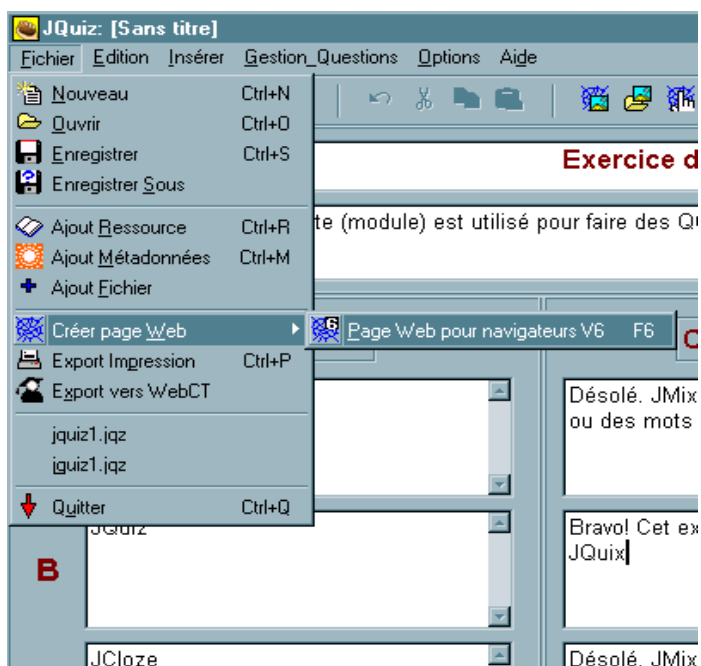 JQuiz: [Sans titre]
Fichier Edition Insérer Gestion_Questions Options Aide
Nouveau Ctrl+N
Ouvrir Ctrl+O
Enregistrer Ctrl+S
Enregistrer Sous
Exercice d
Ajout Ressource Ctrl+R
te (module) est utilisé pour faire des Q
Ajout Métadonnées Ctrl+M
Ajout Fichier
Créer page Web
Page Web pour navigateurs V6 F6
Export Impression Ctrl+P
Export vers WebCT
Désolé. JMix
ou des mots
jquiz1.jqz
iguiz1.jqz
Quitter Ctrl+Q
B
JQuiz
Bravo! Cet ex
JQuix
JCloze
Désolé. JMix